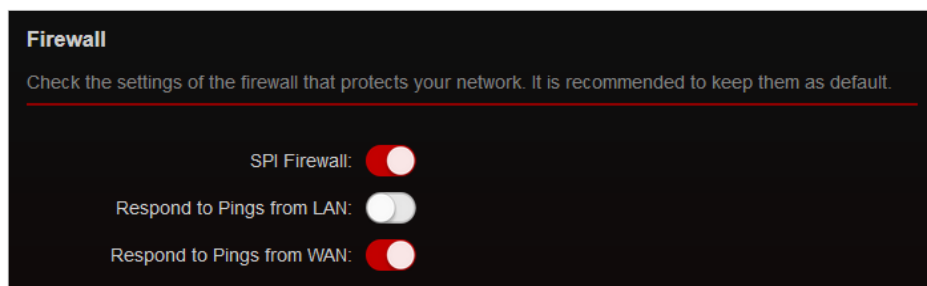 Firewall
Check the settings of the firewall that protects your network. It is recommended to keep them as default.
SPI Firewall:
Respond to Pings from LAN:
Respond to Pings from WAN: